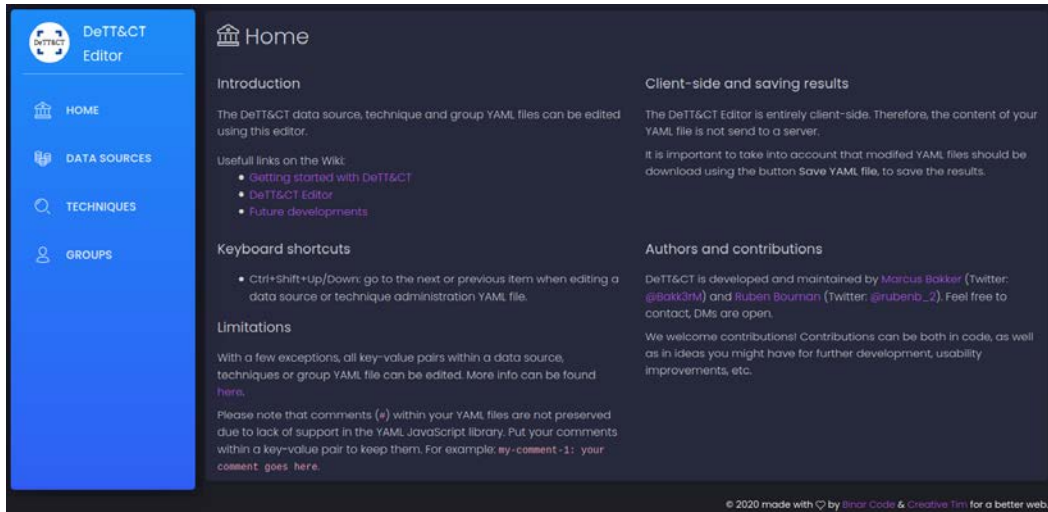 DeTT&CT
DeTT&CT
Editor
HOME
DATA SOURCES
TECHNIQUES
GROUPS
Home
Introduction
The DeTT&CT data source, technique and group YAML files can be edited
using this editor.
Usefull links on the Wiki:
• Getting started with DeTT&CT
• DeTT&CT Editor
• Future developments
Keyboard shortcuts
• Ctrl+Shift+Up/Down: go to the next or previous item when editing a
data source or technique administration YAML file.
Limitations
With a few exceptions, all key-value pairs within a data source,
techniques or group YAML file can be edited. More info can be found
here.
Please note that comments (#) within your YAML files are not preserved
due to lack of support in the YAML JavaScript library. Put your comments
within a key-value pair to keep them. For example: my-comment-1: your
comment goes here.
Client-side and saving results
The DeTT&CT Editor is entirely client-side. Therefore, the content of your
YAML file is not send to a server.
It is important to take into account that modifed YAML files should be
download using the button Save YAML file, to save the results.
Authors and contributions
DeTT&CT is developed and maintained by Marcus Bakker (Twitter:
@Bakk3rM) and Ruben Bouman (Twitter: @rubenb_2). Feel free to
contact, DMs are open.
We welcome contributions! Contributions can be both in code, as well
as in ideas you might have for further development, usability
improvements, etc.
© 2020 made with ♡ by Binar Code & Creative Tim for a better web.